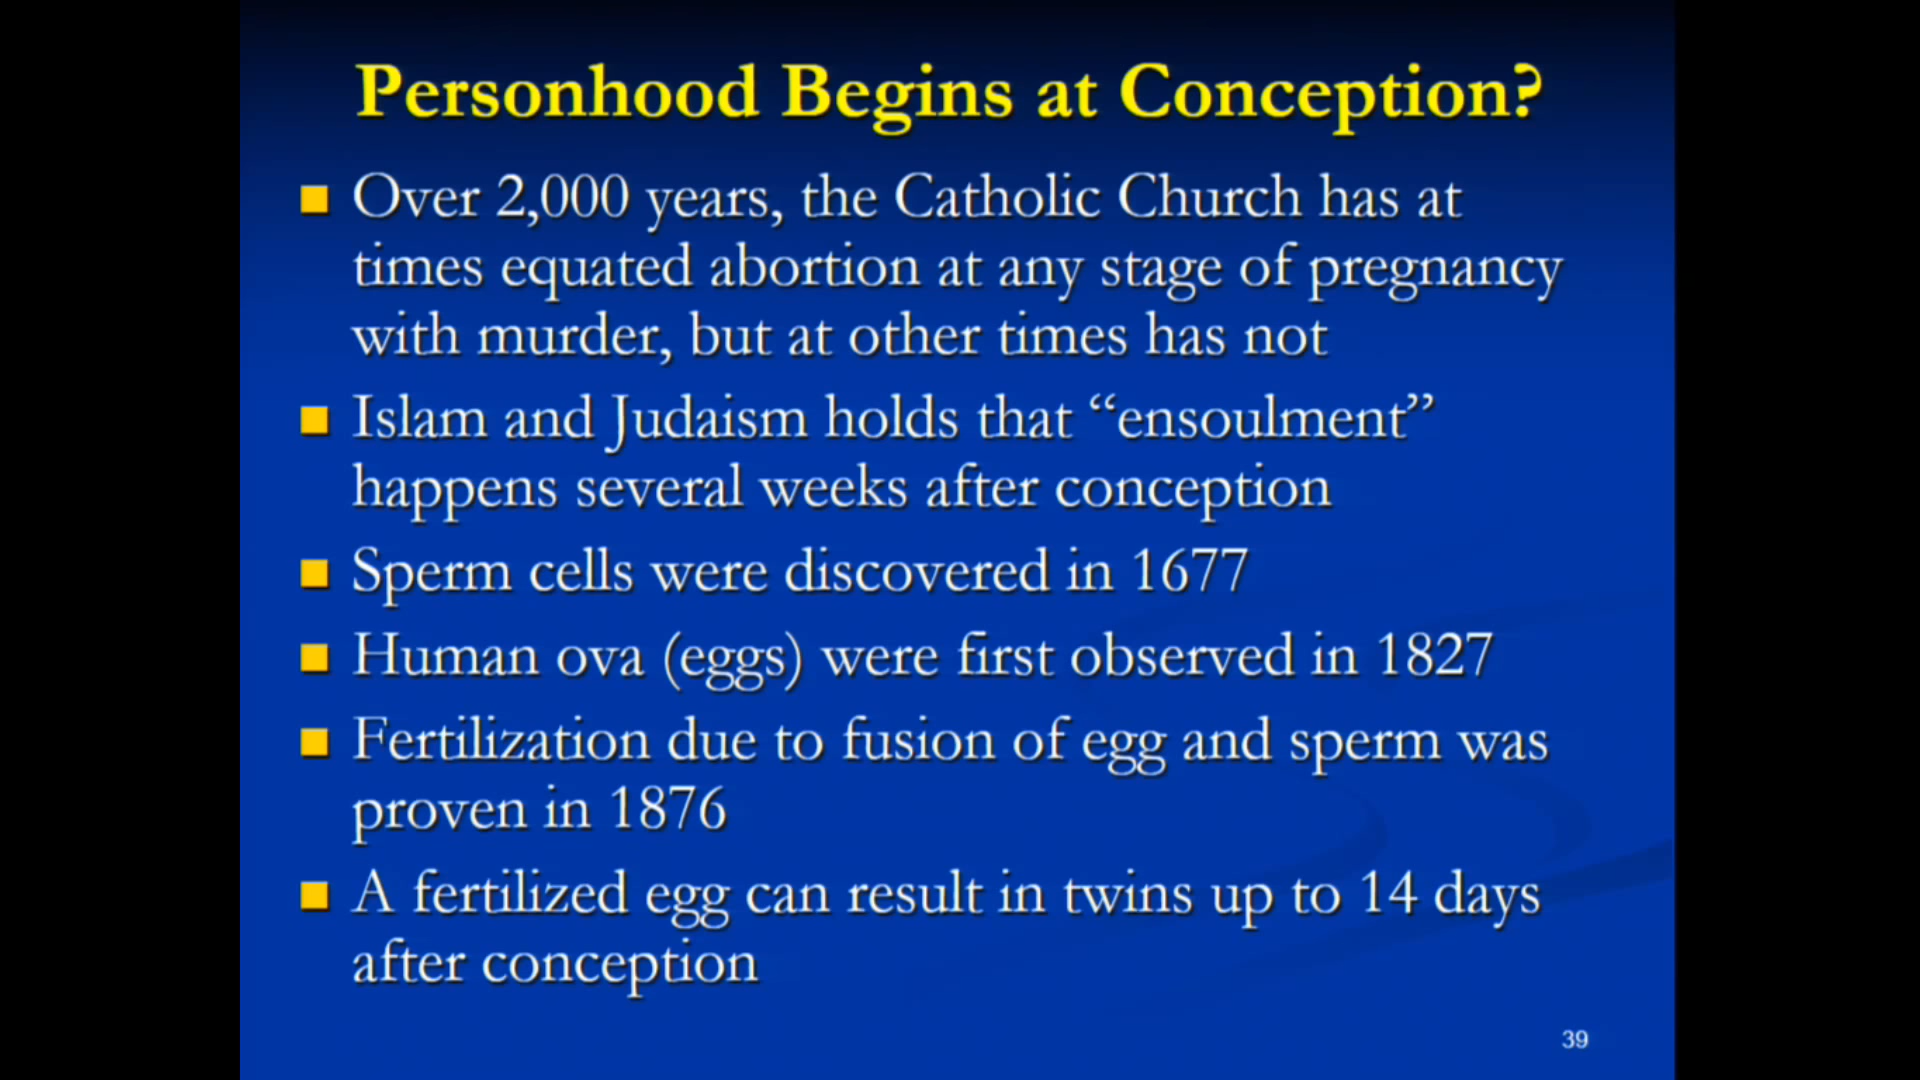 Personhood Begins at Conception?
Over 2,000 years, the Catholic Church has at
times equated abortion at any stage of pregnancy
with murder, but at other times has not
Islam and Judaism holds that “ensoulment”
happens several weeks after conception
Sperm cells were discovered in 1677
Human ova (eggs) were first observed in 1827
Fertilization due to fusion of egg and sperm was
proven in 1876
A fertilized egg can result in twins up to 14 days
after conception
39